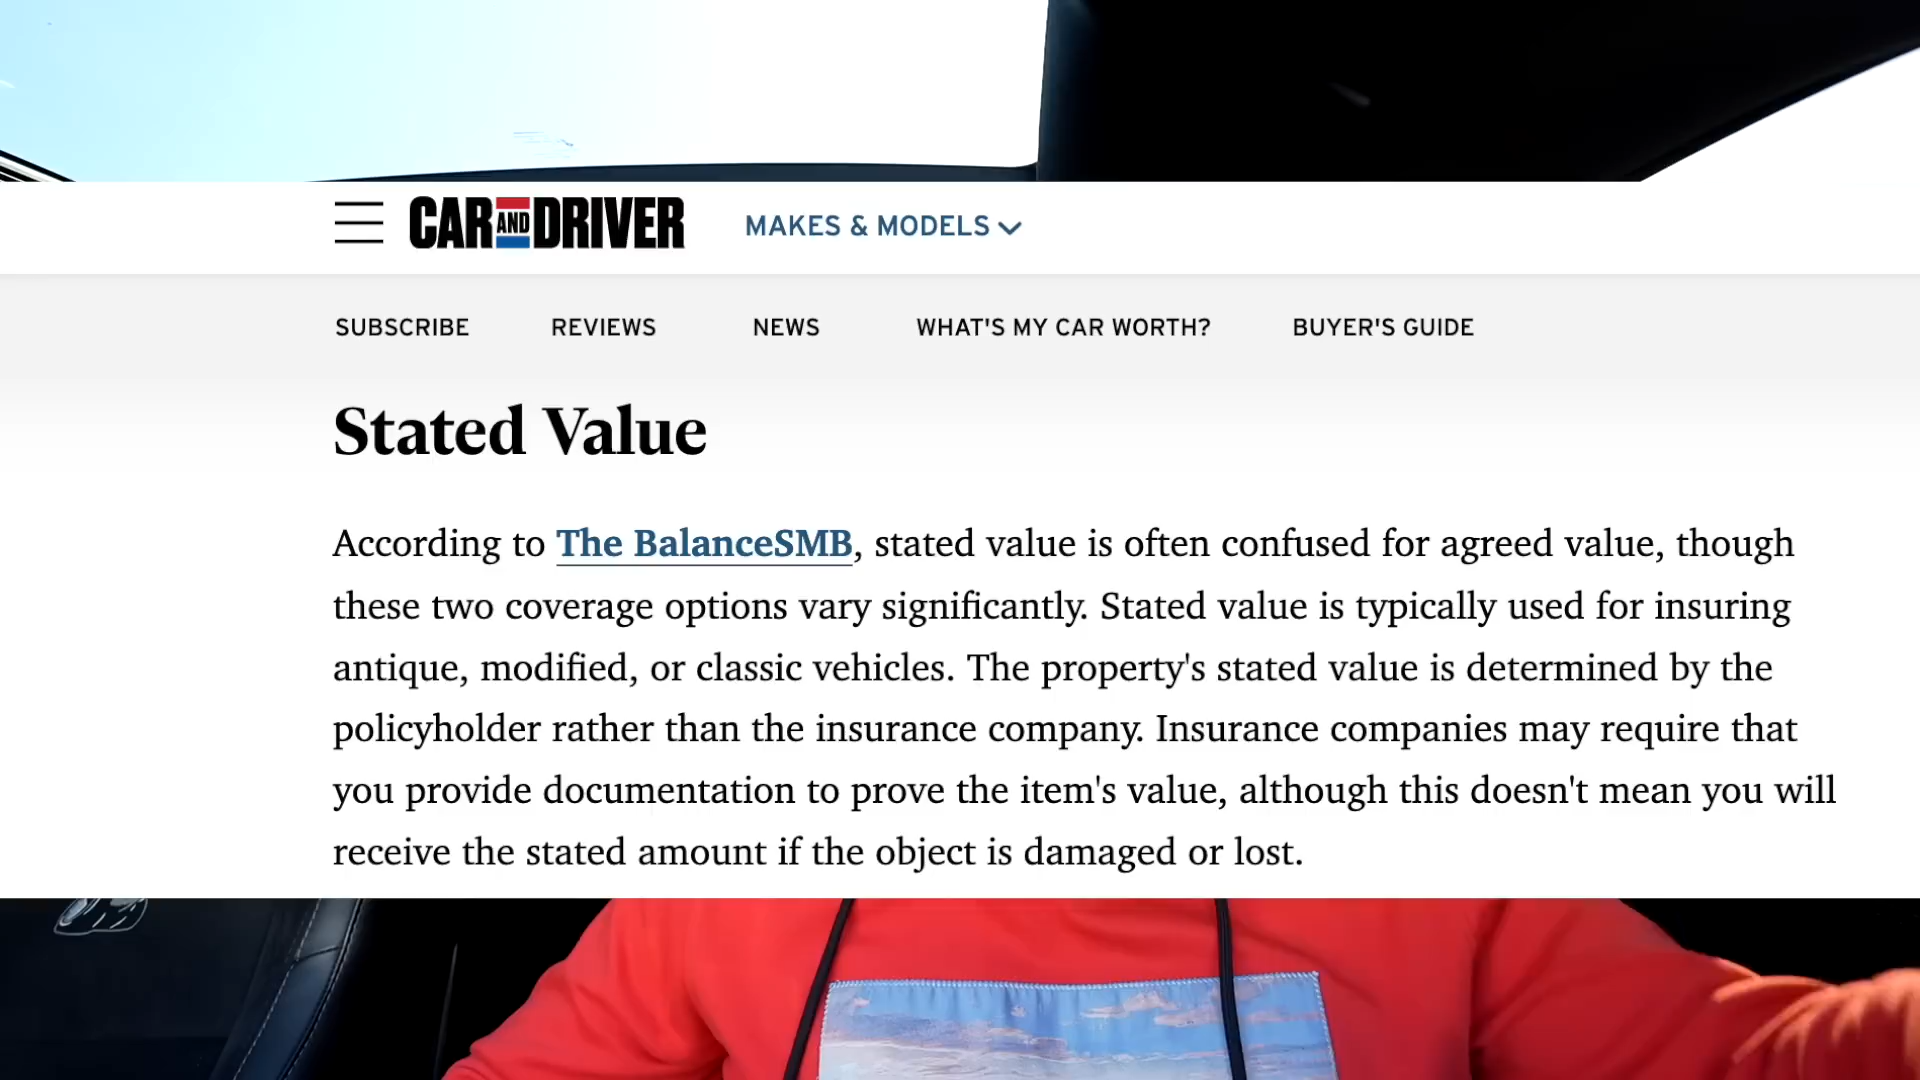 CAR AND DRIVER
MAKES & MODELS
SUBSCRIBE REVIEWS NEWS WHAT'S MY CAR WORTH? BUYER'S GUIDE
Stated Value
According to The BalanceSMB, stated value is often confused for agreed value, though
these two coverage options vary significantly. Stated value is typically used for insuring
antique, modified, or classic vehicles. The property's stated value is determined by the
policyholder rather than the insurance company. Insurance companies may require that
you provide documentation to prove the item's value, although this doesn't mean you will
receive the stated amount if the object is damaged or lost.